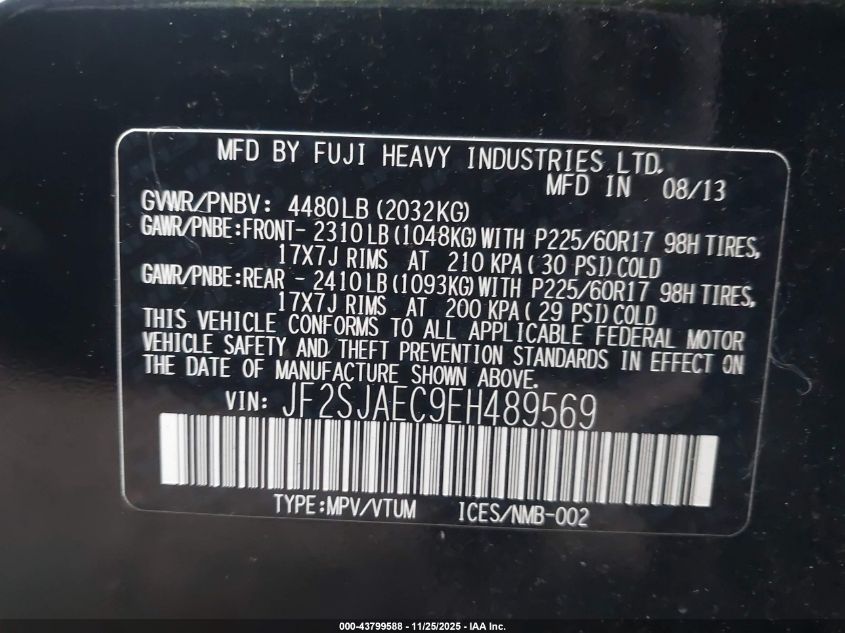 MFD BY FUJI HEAVY INDUSTRIES LTD.
MFD IN 08/13
GVWR/PNBV: 4480LB (2032KG)
GAWR/PNBE:FRONT- 2310LB (1048KG)WITH P225/60R17 98H TIRES,
17X7J RIMS AT 210 KPA ( 30 PSI)COLD
GAWR/PNBE:REAR - 2410LB (1093KG)WITH P225/60R17 98H TIRES,
17X7J RIMS AT 200 KPA ( 29 PSI)COLD
THIS VEHICLE CONFORMS TO ALL APPLICABLE FEDERAL MOTOR
VEHICLE SAFETY AND THEFT PREVENTION STANDARDS IN EFFECT ON
THE DATE OF MANUFACTURE SHOWN ABOVE.
VIN: JF2SJAEC9EH489569
TYPE:MPV/VTUM ICES/NMB-002
000-43799588 - 11/25/2025 - IAA Inc.